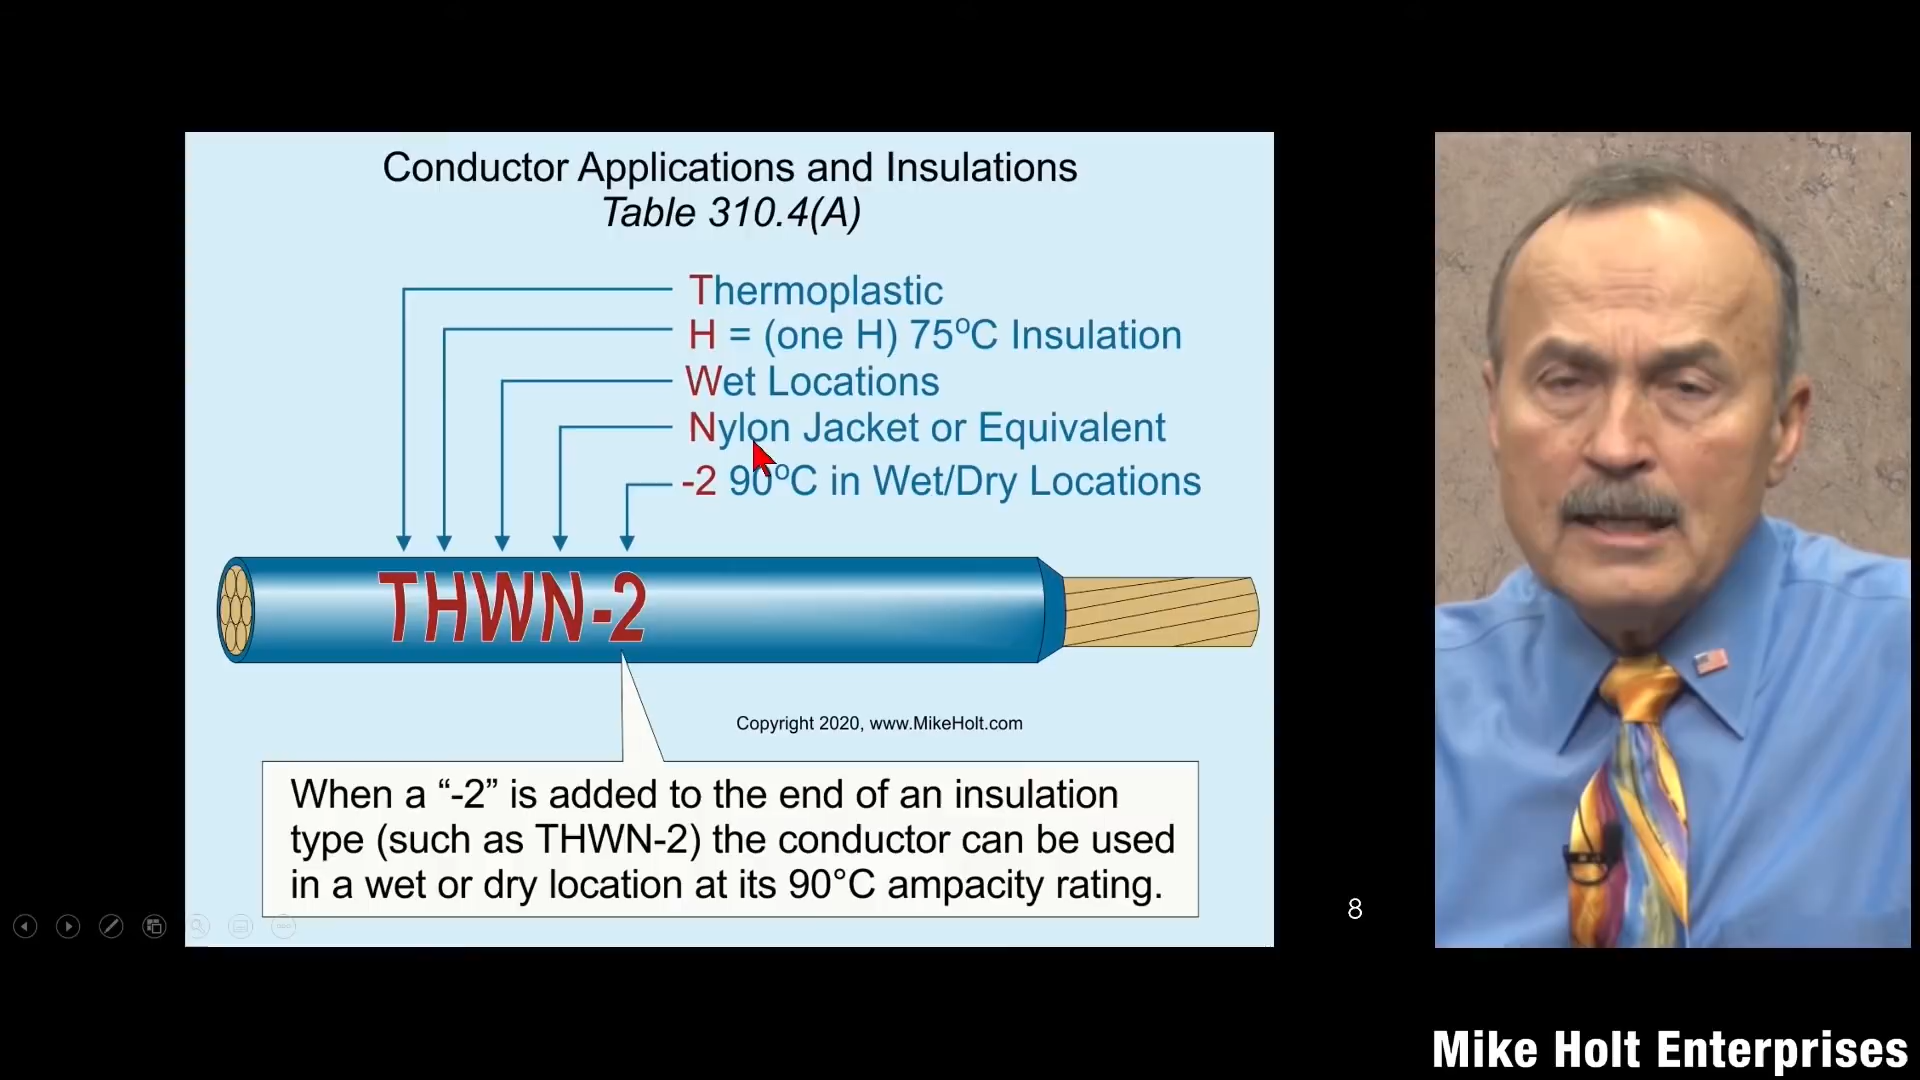 Conductor Applications and Insulations
Table 310.4(A)
Thermoplastic
H = (one H) 75°C Insulation
Wet Locations
Nylon Jacket or Equivalent
-2 90°C in Wet/Dry Locations
THWN-2
Copyright 2020, www.MikeHolt.com
When a “-2” is added to the end of an insulation
type (such as THWN-2) the conductor can be used
in a wet or dry location at its 90°C ampacity rating.
8
Mike Holt Enterprises